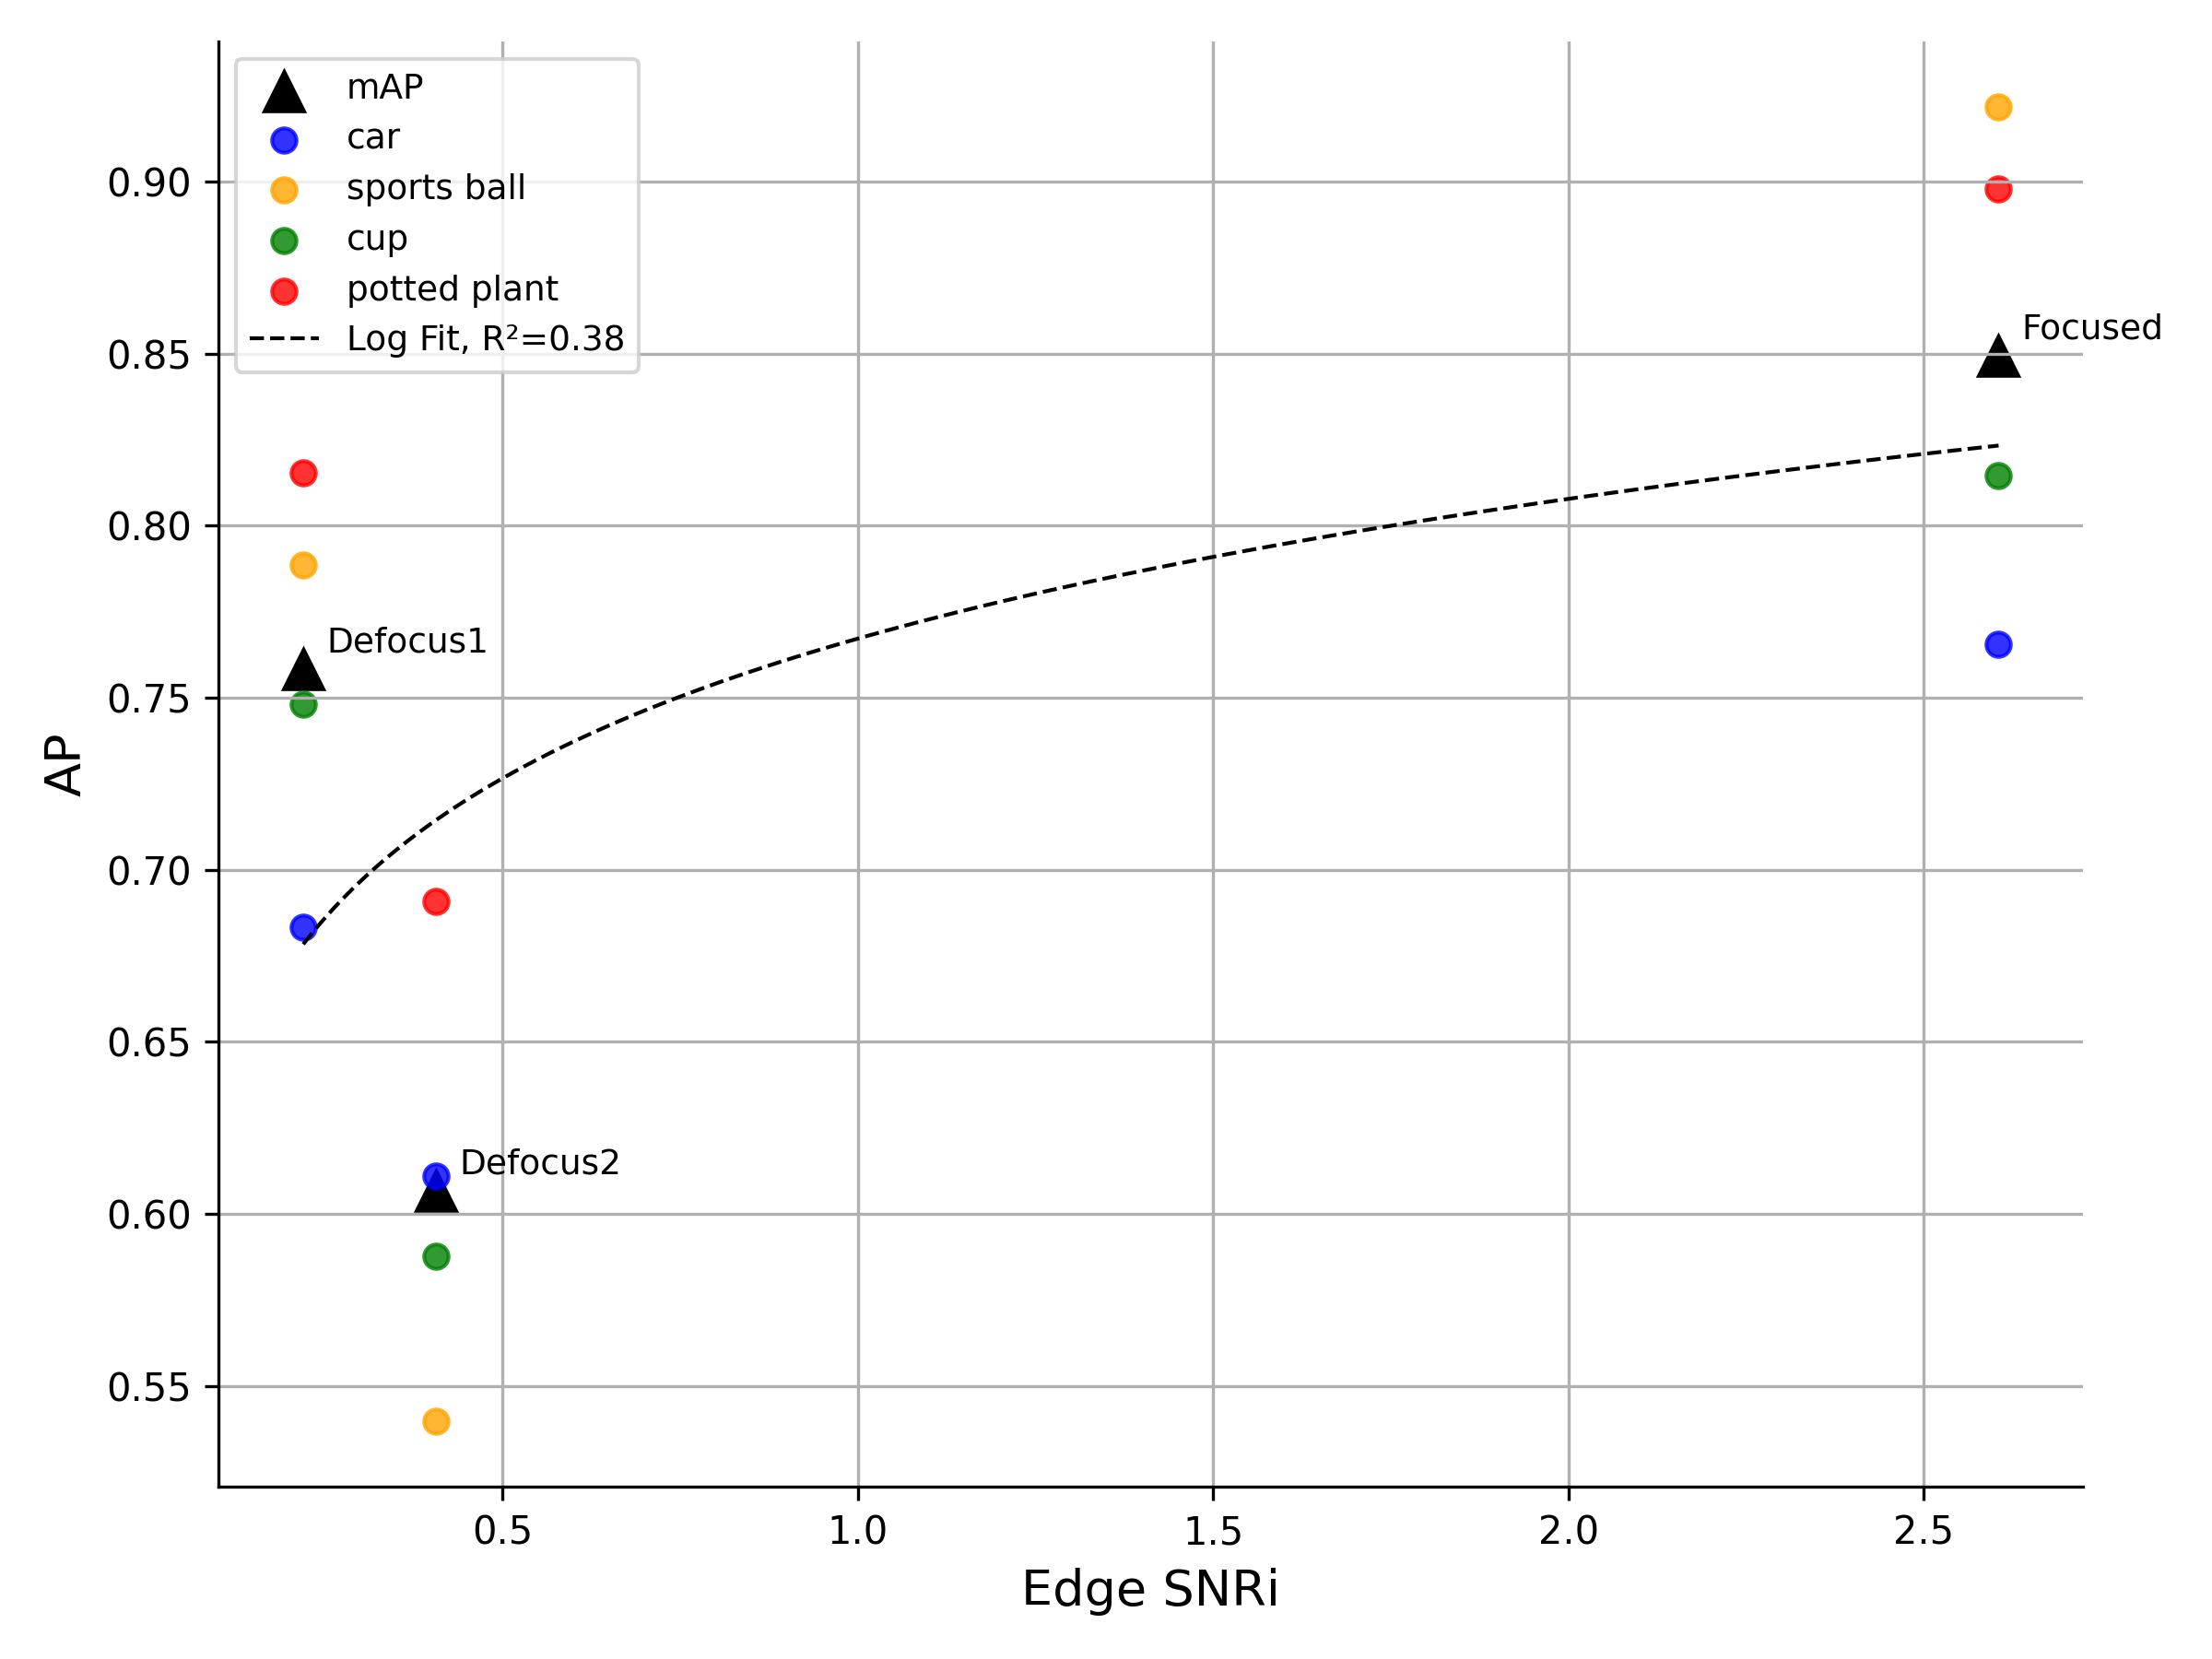 mAP
car
sports ball
cup
potted plant
Log Fit, R²=0.38
0.90
0.85
0.80
0.75
0.70
0.65
0.60
0.55
AP
Focused
Defocus1
Defocus2
0.5
1.0
1.5
2.0
2.5
Edge SNRi